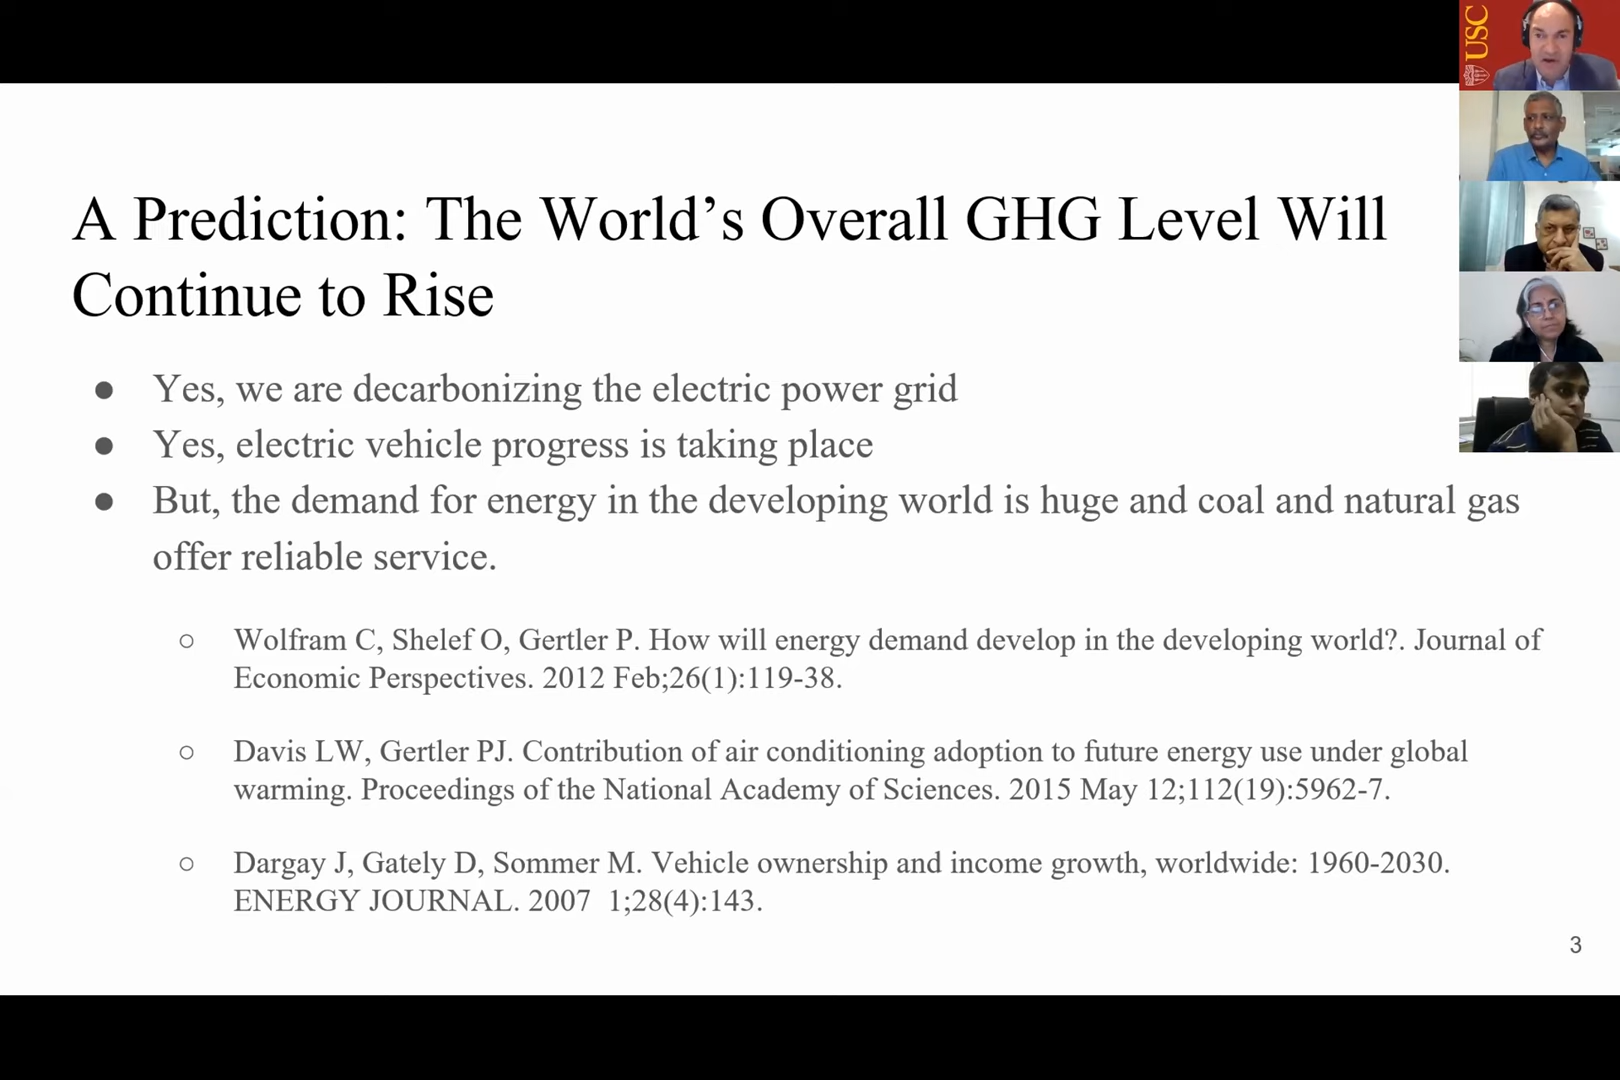 USC
A Prediction: The World’s Overall GHG Level Will
Continue to Rise
● Yes, we are decarbonizing the electric power grid
● Yes, electric vehicle progress is taking place
● But, the demand for energy in the developing world is huge and coal and natural gas
offer reliable service.
○ Wolfram C, Shelef O, Gertler P. How will energy demand develop in the developing world?. Journal of
Economic Perspectives. 2012 Feb;26(1):119-38.
○ Davis LW, Gertler PJ. Contribution of air conditioning adoption to future energy use under global
warming. Proceedings of the National Academy of Sciences. 2015 May 12;112(19):5962-7.
○ Dargay J, Gately D, Sommer M. Vehicle ownership and income growth, worldwide: 1960-2030.
ENERGY JOURNAL. 2007  1;28(4):143.
3